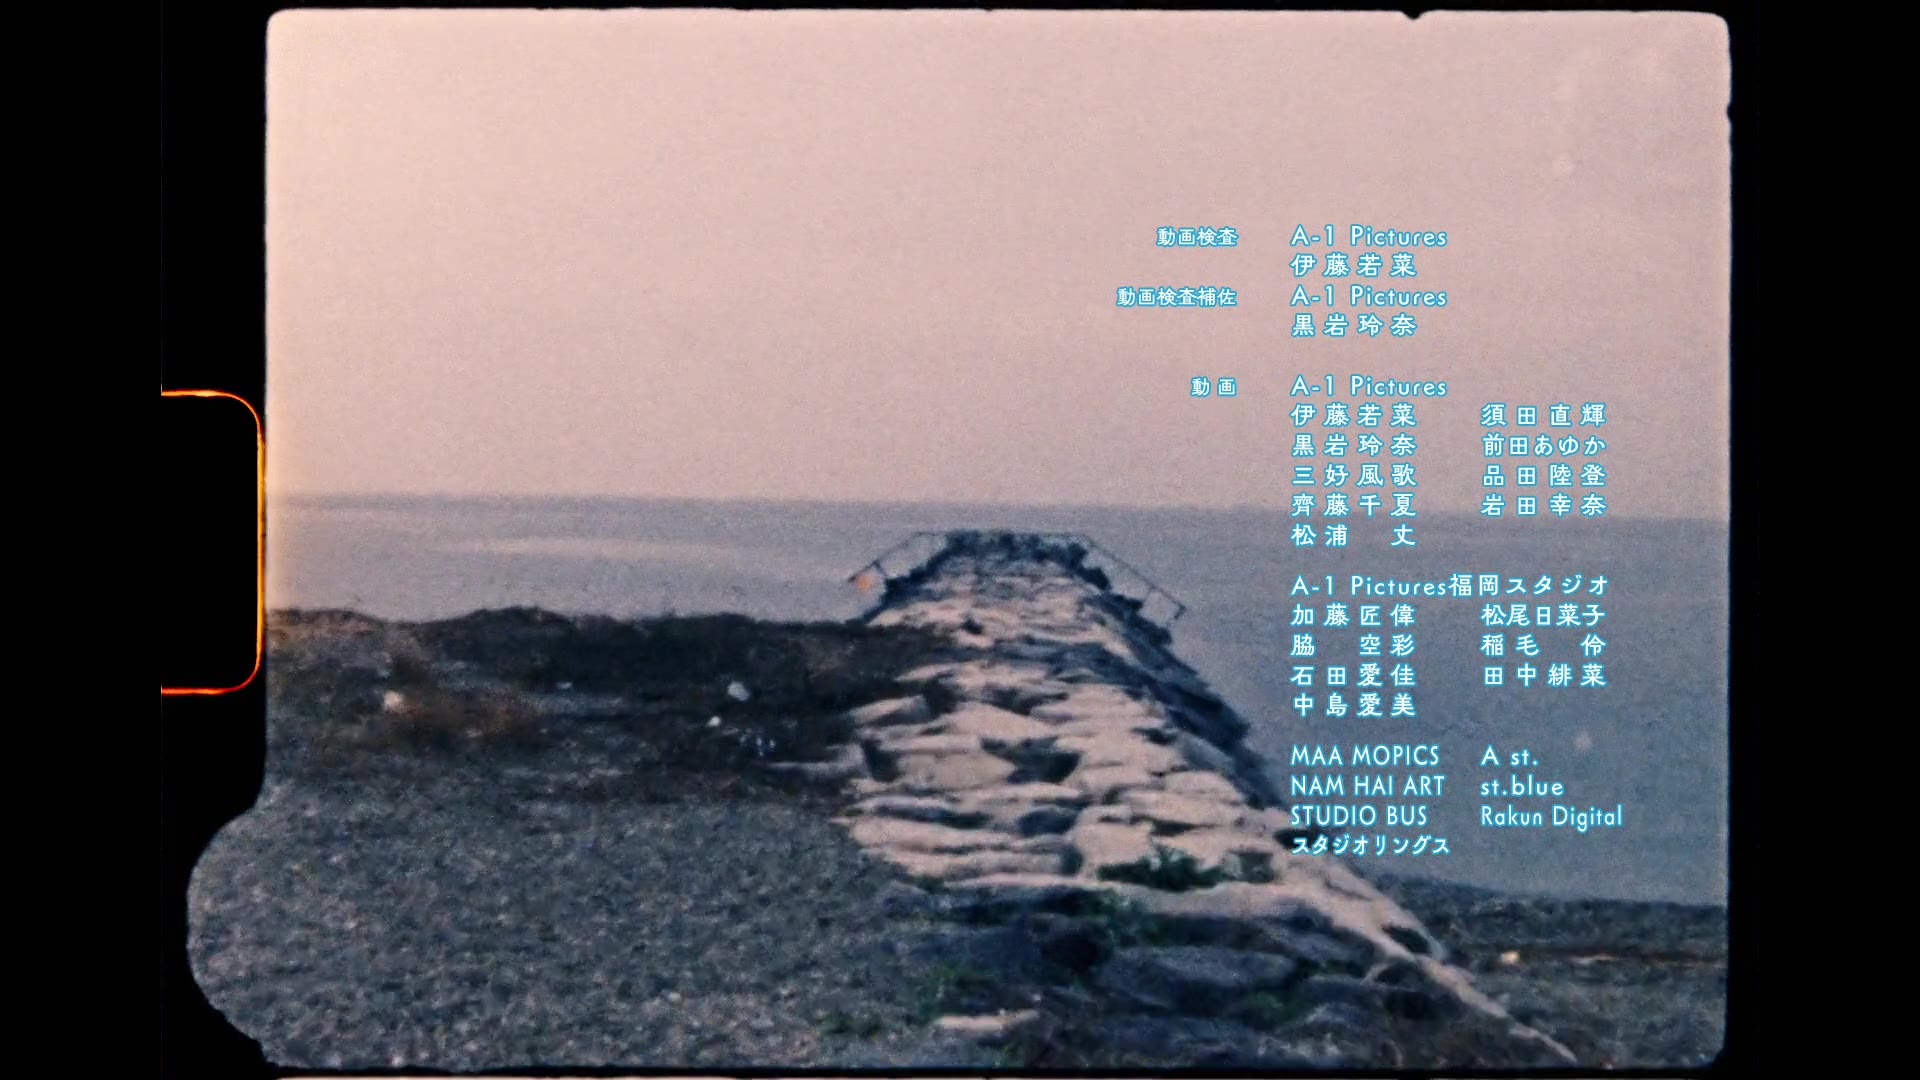 動画検査 A-1 Pictures
伊藤若菜
動画検査補佐 A-1 Pictures
黒岩玲奈
動画 A-1 Pictures
伊藤若菜 須田直輝
黒岩玲奈 前田あゆか
三好風歌 品田陸登
齊藤千夏 岩田幸奈
松浦 丈
A-1 Pictures福岡スタジオ
加藤匠偉 松尾日菜子
脇 空彩 稲毛 伶
石田愛佳 田中緋菜
中島愛美
MAA MOPICS A st.
NAM HAI ART st.blue
STUDIO BUS Rakun Digital
スタジオリングス